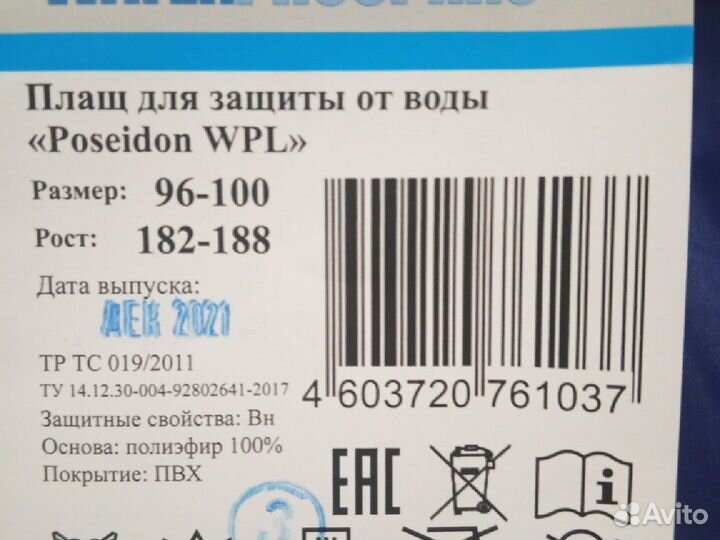 Плащ для защиты от воды
«Poseidon WPL»
Размер: 96-100
Рост: 182-188
Дата выпуска:
ДЕК 2021
ТР ТС 019/2011
ТУ 14.12.30-004-92802641-2017
Защитные свойства: Вн
Основа: полиэфир 100%
Покрытие: ПВХ
4 603720 761037
EAC
i
3
Avito